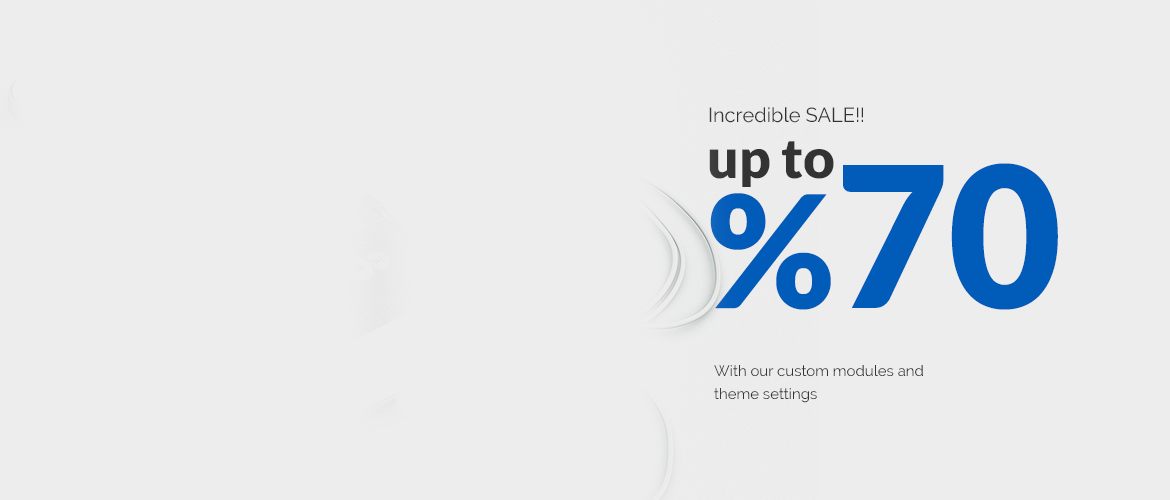 Incredible SALE!!
up to
%70
With our custom modules and
theme settings